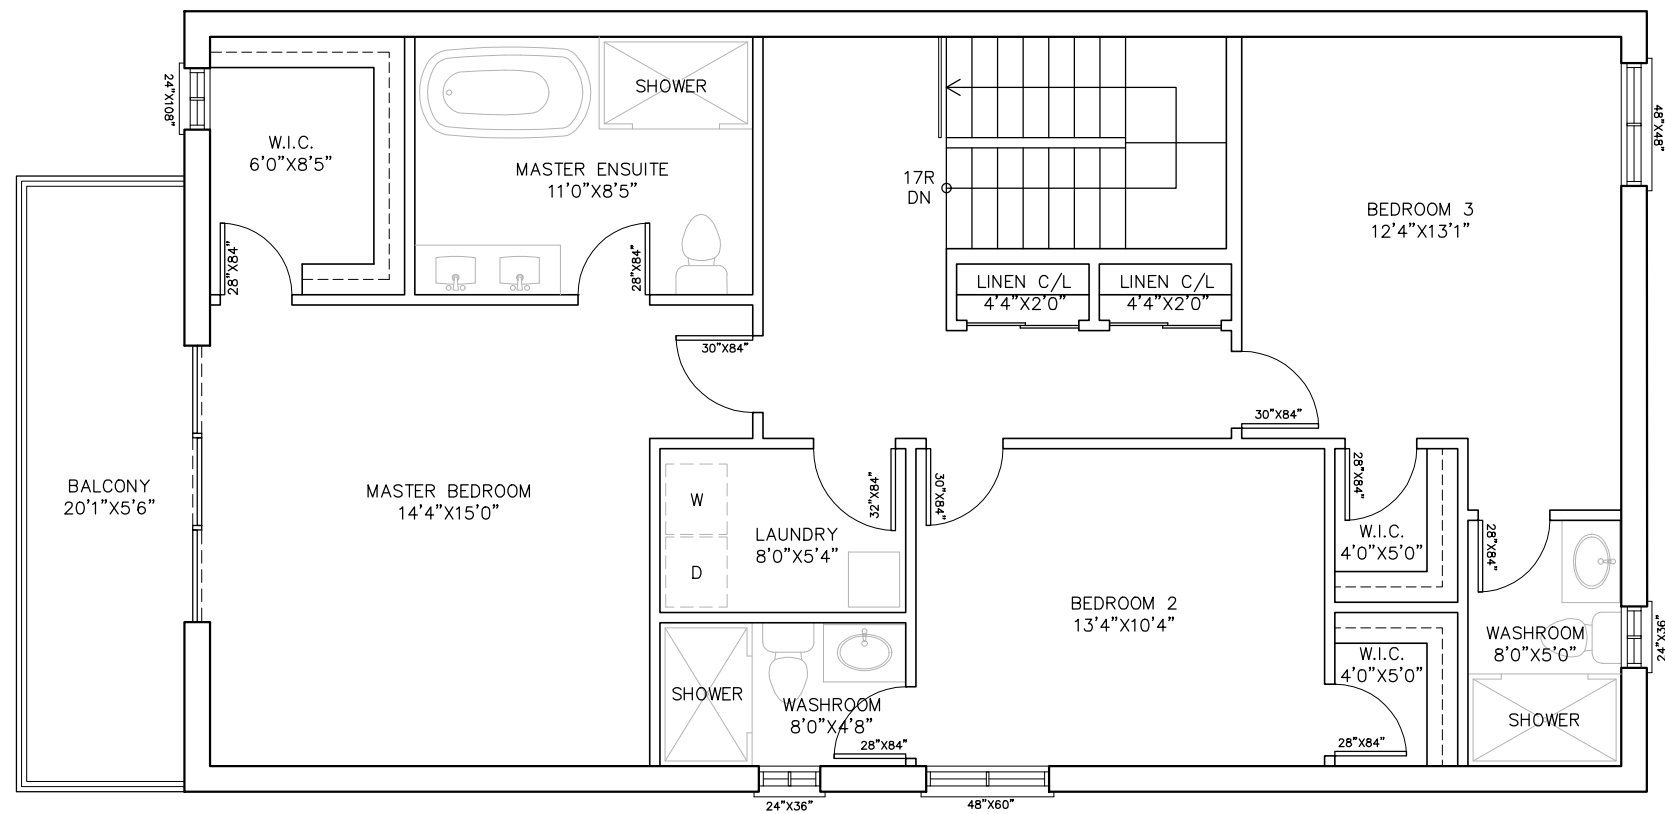 SHOWER
24"X108"
48"X48"
W.I.C.
6'0"X8'5"
MASTER ENSUITE
11'0"X8'5"
17R
DN
BEDROOM 3
12'4"X13'1"
28"X84"
28"X84"
LINEN C/L
4'4"X2'0"
LINEN C/L
4'4"X2'0"
30"X84"
30"X84"
BALCONY
20'1"X5'6"
MASTER BEDROOM
14'4"X15'0"
W
D
32"X84"
30"X84"
28"X84"
LAUNDRY
8'0"X5'4"
W.I.C.
4'0"X5'0"
28"X84"
BEDROOM 2
13'4"X10'4"
WASHROOM
8'0"X5'0"
24"X36"
W.I.C.
4'0"X5'0"
SHOWER
WASHROOM
8'0"X4'8"
28"X84"
28"X84"
SHOWER
24"X36"
48"X60"